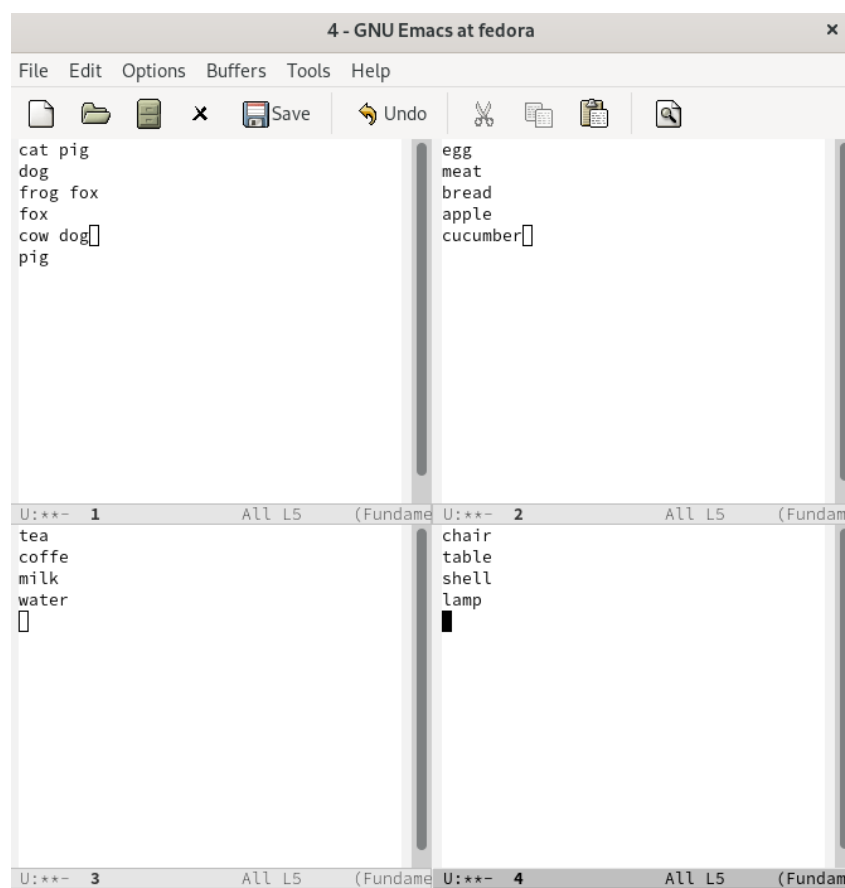 4 - GNU Emacs at fedora ×
File Edit Options Buffers Tools Help
Save Undo
cat pig
dog
frog fox
fox
cow dog
pig
U:**- 1 All L5 (Fundame
egg
meat
bread
apple
cucumber
U:**- 2 All L5 (Fundam
tea
coffe
milk
water
U:**- 3 All L5 (Fundame
chair
table
shell
lamp
U:**- 4 All L5 (Fundam